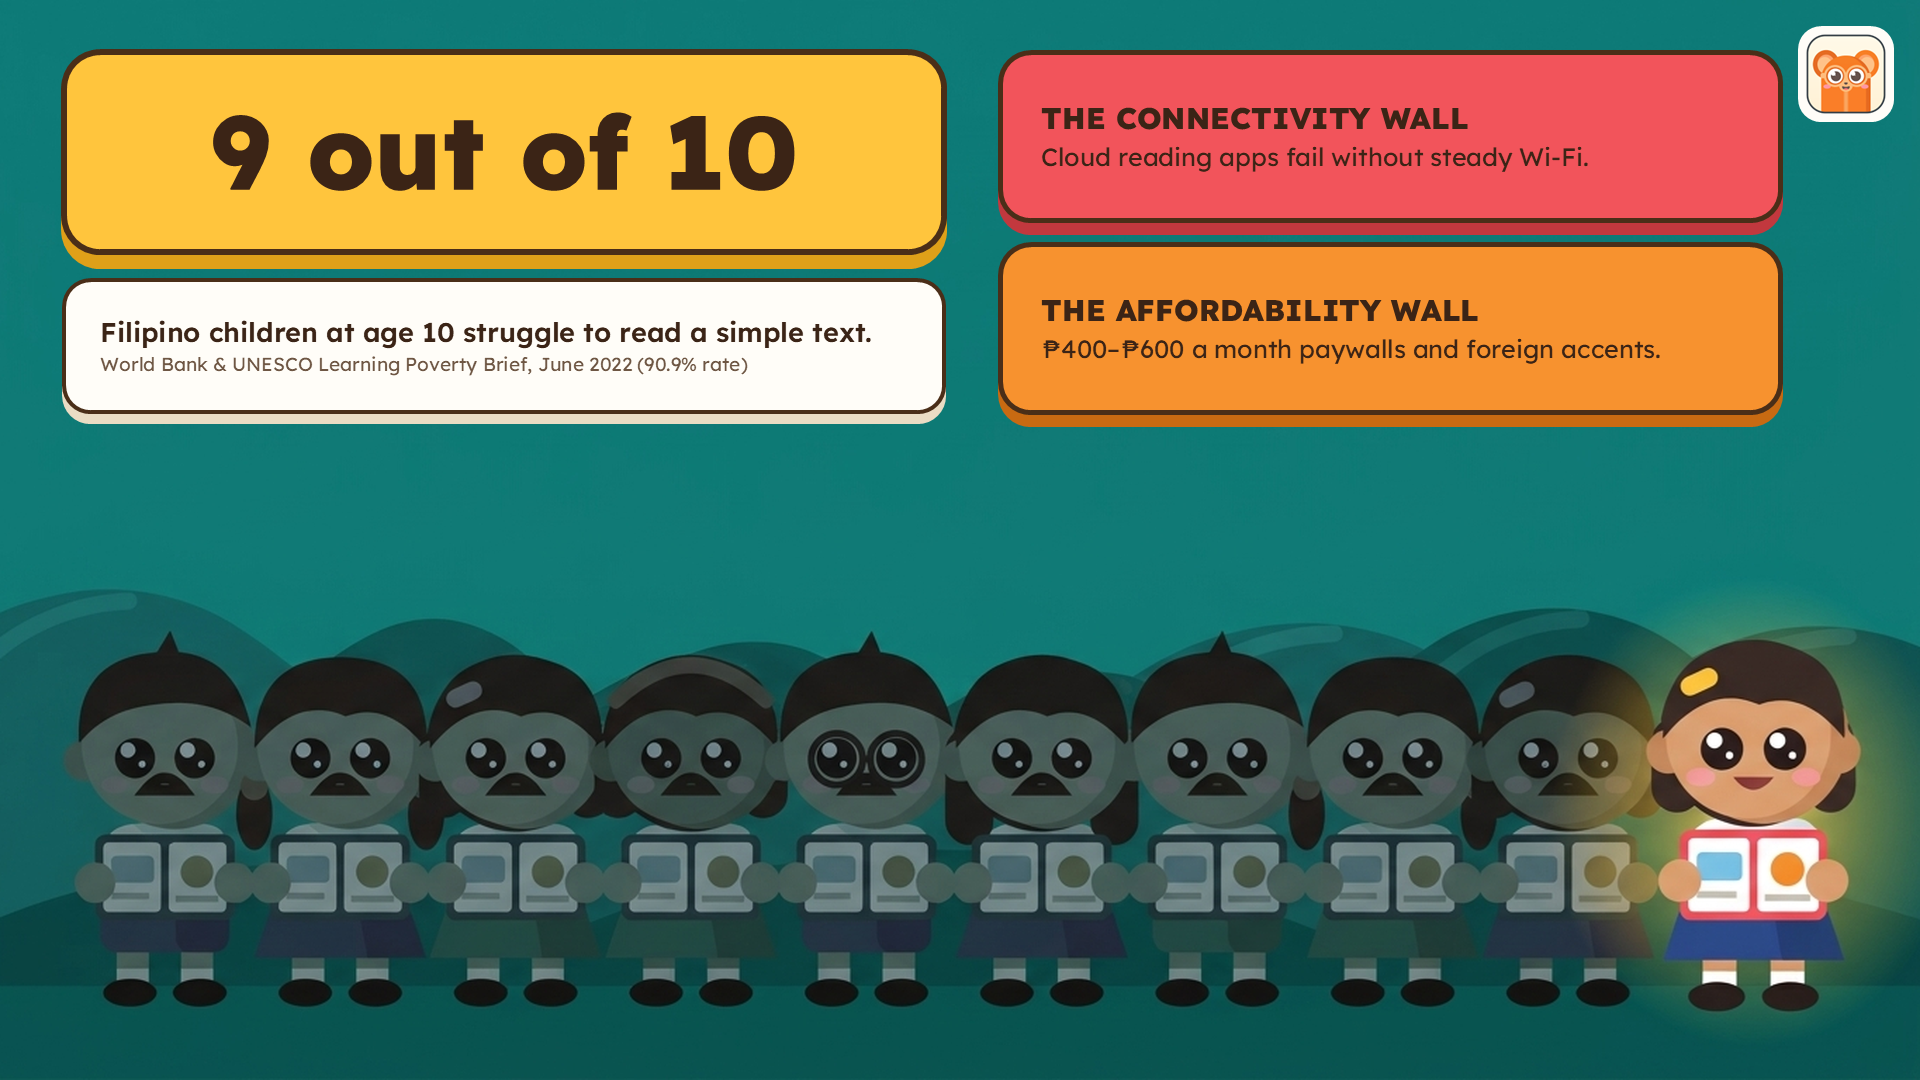 9 out of 10
Filipino children at age 10 struggle to read a simple text.
World Bank & UNESCO Learning Poverty Brief, June 2022 (90.9% rate)
THE CONNECTIVITY WALL
Cloud reading apps fail without steady Wi-Fi.
THE AFFORDABILITY WALL
₱400–₱600 a month paywalls and foreign accents.